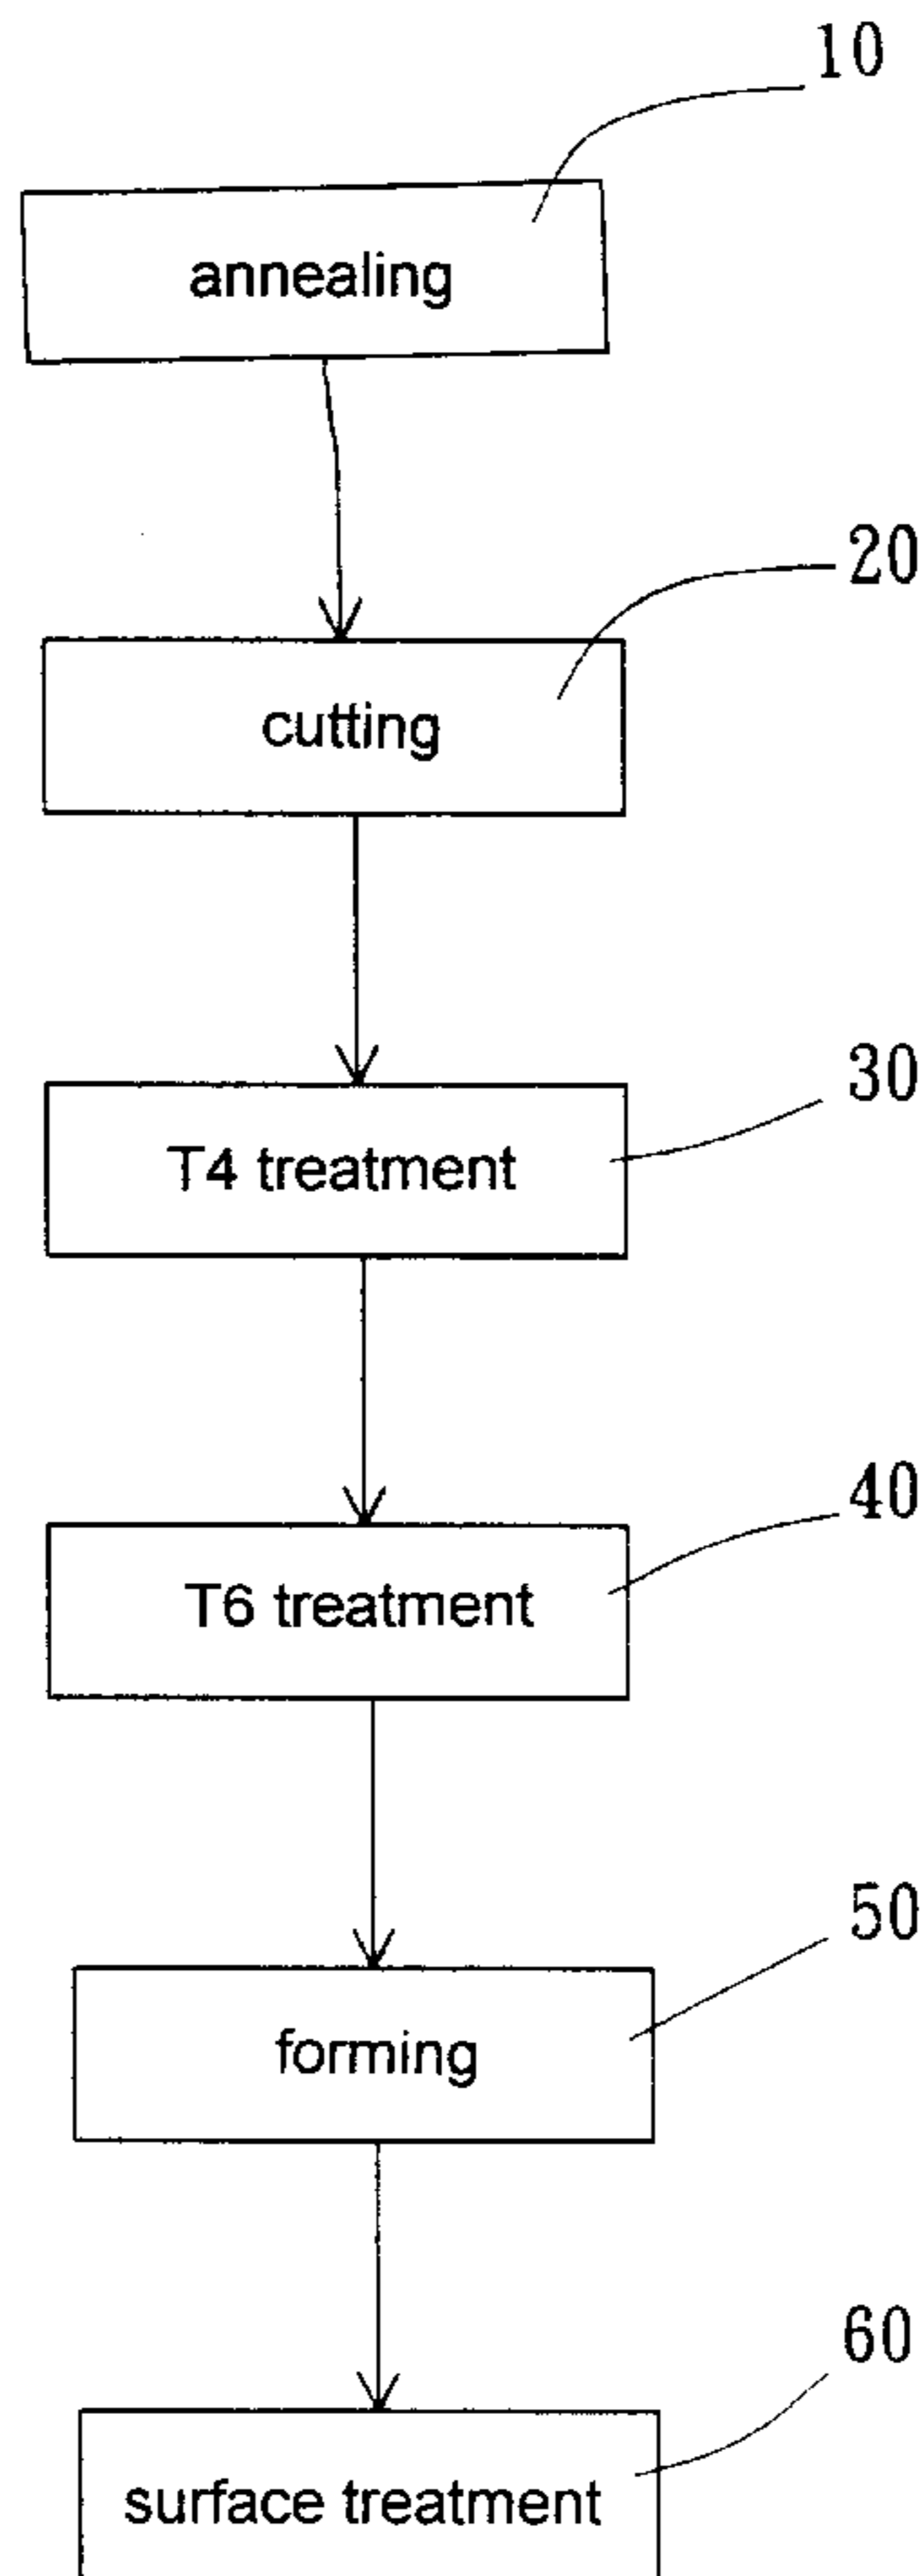 10
annealing
20
cutting
30
T4 treatment
40
T6 treatment
50
forming
60
surface treatment